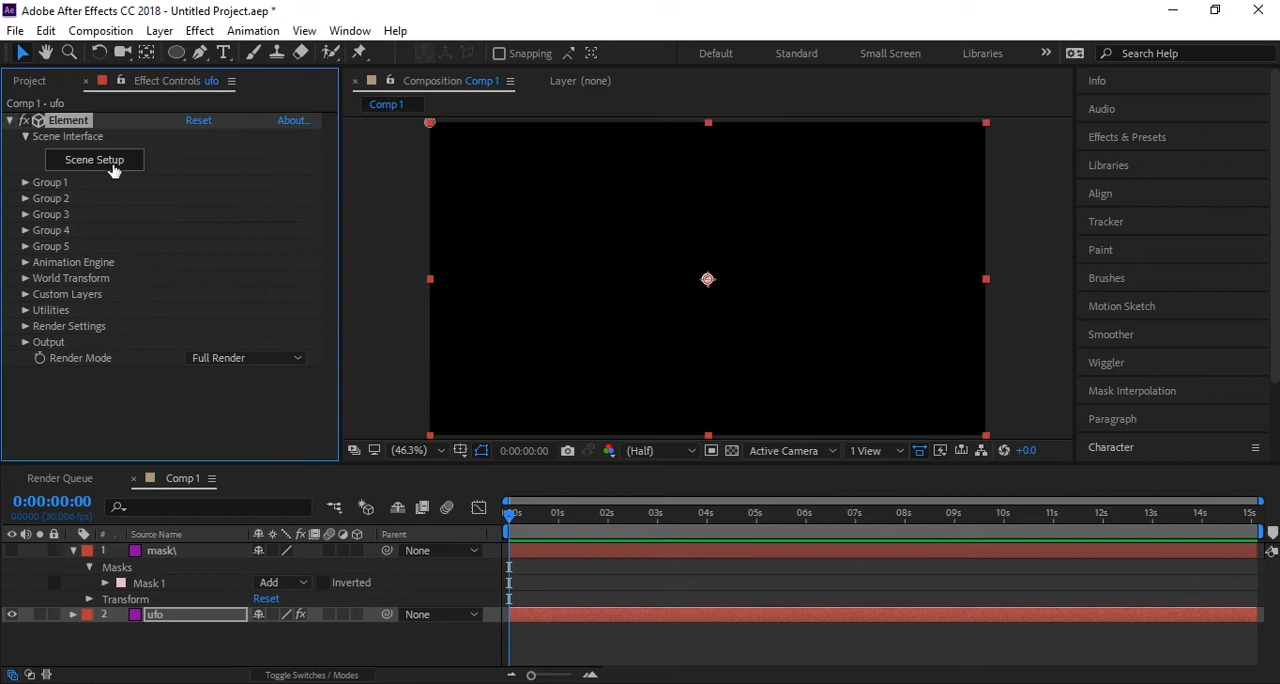 Ae Adobe After Effects CC 2018 - Untitled Project.aep *
File Edit Composition Layer Effect Animation View Window Help
Snapping Default Standard Small Screen Libraries Search Help
Project Effect Controls ufo Composition Comp 1 Layer (none)
Comp 1 • ufo
Comp 1
fx Element Reset About...
Scene Interface
Scene Setup
Group 1
Group 2
Group 3
Group 4
Group 5
Animation Engine
World Transform
Custom Layers
Utilities
Render Settings
Output
Render Mode Full Render
(46.3%) 0:00:00:00 (Half) Active Camera 1 View +0.0
Info
Audio
Effects & Presets
Libraries
Align
Tracker
Paint
Brushes
Motion Sketch
Smoother
Wiggler
Mask Interpolation
Paragraph
Character
Render Queue Comp 1
0:00:00:00
00000 (30.006 fps)
01s 02s 03s 04s 05s 06s 07s 08s 09s 10s 11s 12s 13s 14s 15s
# Source Name fx Parent
1 mask\ None
Masks
Mask 1 Add Inverted
Transform Reset
2 ufo fx None
Toggle Switches / Modes